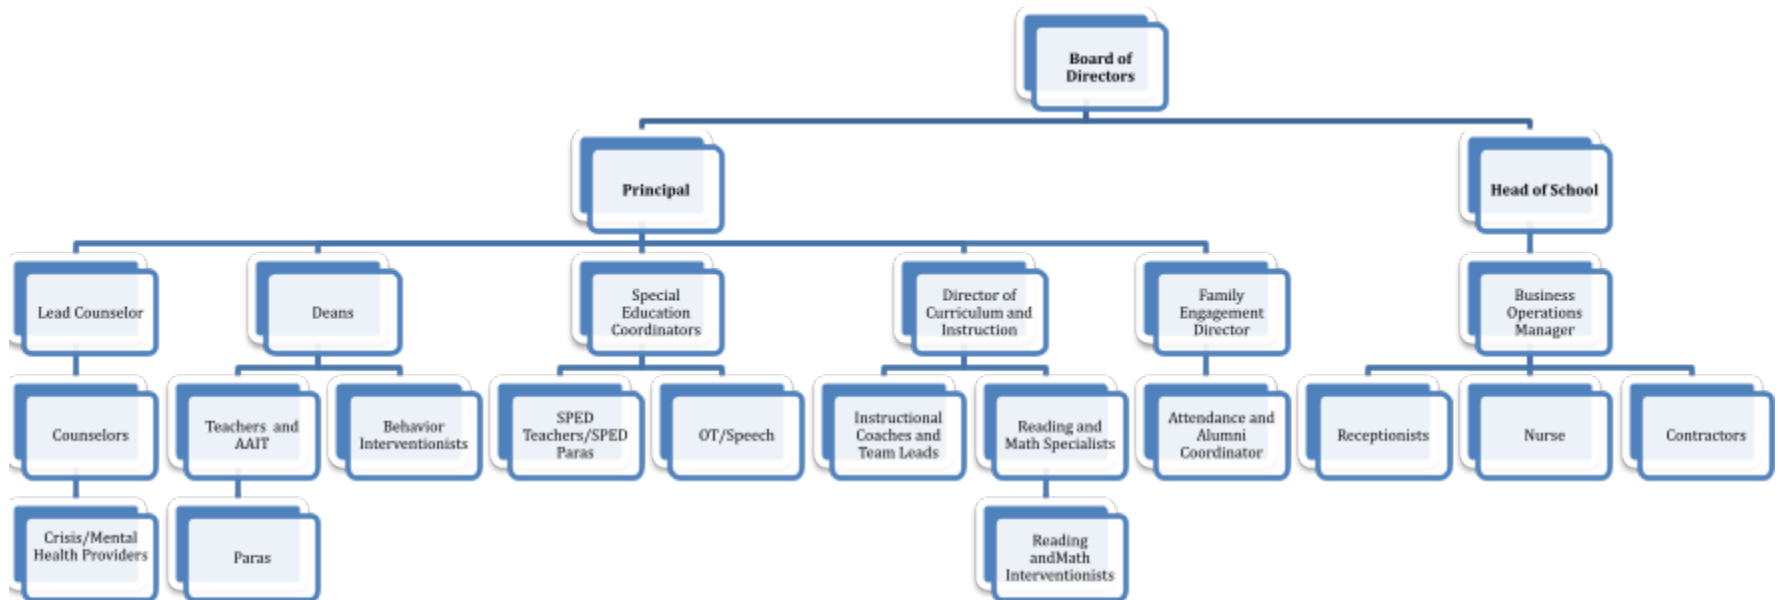 Board of
Directors
Principal
Head of School
Lead Counselor
Deans
Special
Education
Coordinators
Director of
Curriculum and
Instruction
Family
Engagement
Director
Business
Operations
Manager
Counselors
Teachers and
AAIT
Behavior
Interventionists
SPED
Teachers/SPED
Paras
OT/Speech
Instructional
Coaches and
Team Leads
Reading and
Math Specialists
Attendance and
Alumni
Coordinator
Receptionists
Nurse
Contractors
Crisis/Mental
Health Providers
Paras
Reading
andMath
Interventionists